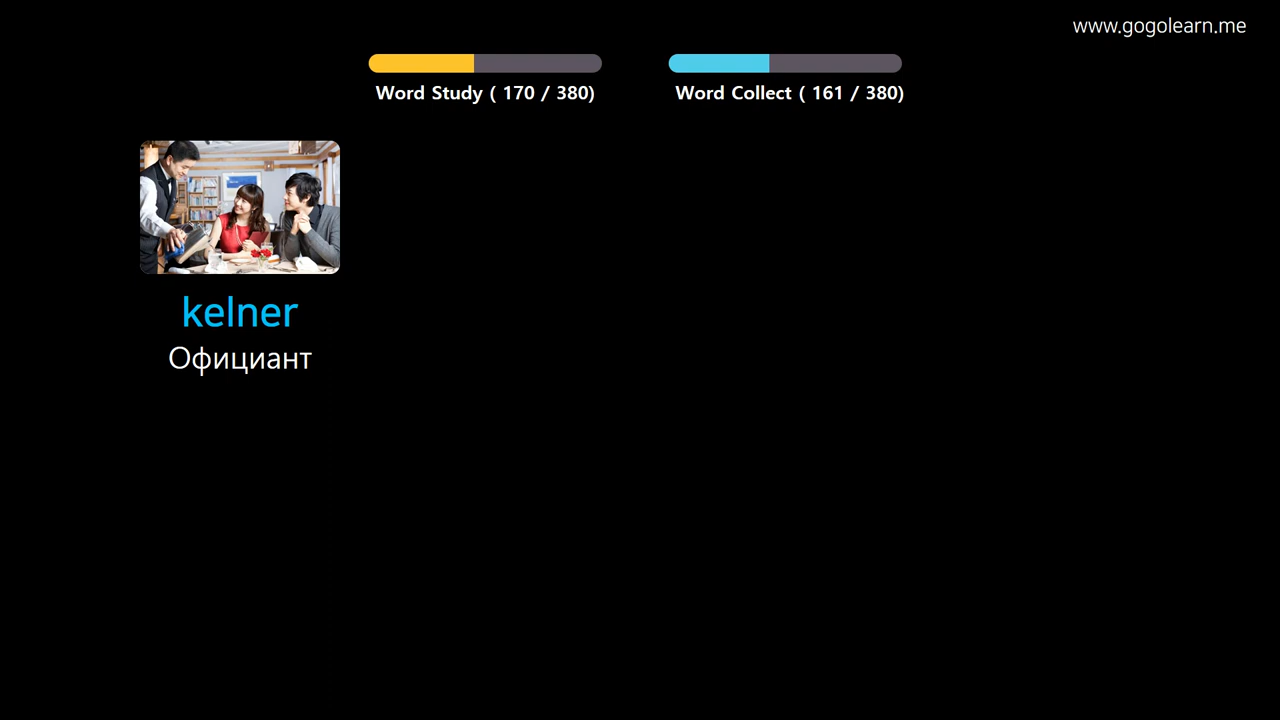 www.gogolearn.me
Word Study ( 170 / 380)
Word Collect ( 161 / 380)
kelner
Официант